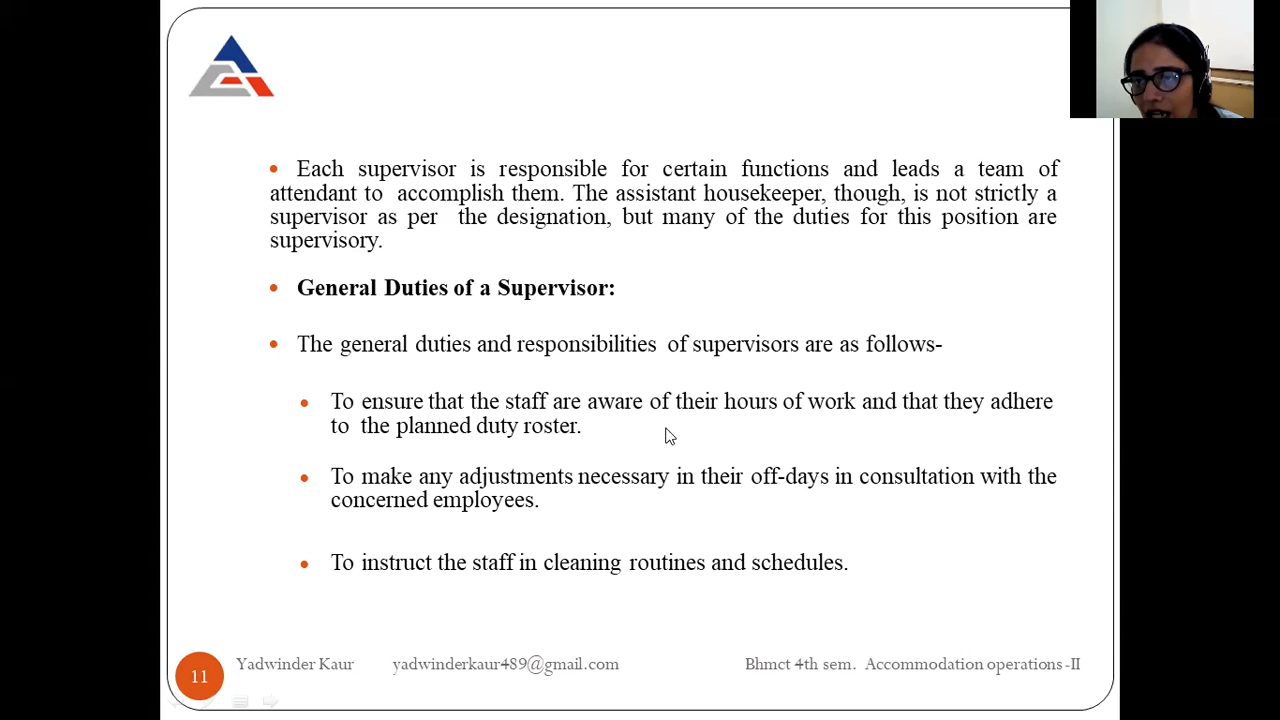 Each supervisor is responsible for certain functions and leads a team of
attendant to accomplish them. The assistant housekeeper, though, is not strictly a
supervisor as per the designation, but many of the duties for this position are
supervisory.
General Duties of a Supervisor:
The general duties and responsibilities of supervisors are as follows-
To ensure that the staff are aware of their hours of work and that they adhere
to the planned duty roster.
To make any adjustments necessary in their off-days in consultation with the
concerned employees.
To instruct the staff in cleaning routines and schedules.
11 Yadwinder Kaur yadwinderkaur489@gmail.com Bhmct 4th sem. Accommodation operations -II